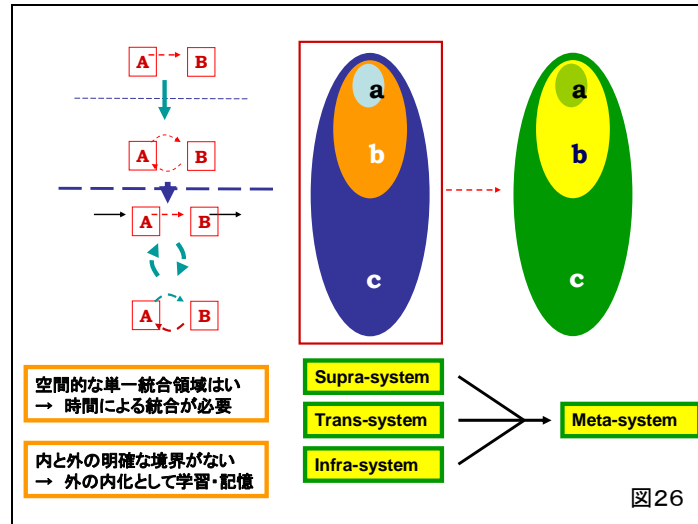 A B
A B
A B
A B
a
b
c
a
b
c
空間的な単一統合領域はい
→ 時間による統合が必要
内と外の明確な境界がない
→ 外の内化として学習・記憶
Supra-system
Trans-system
Infra-system
Meta-system
図26